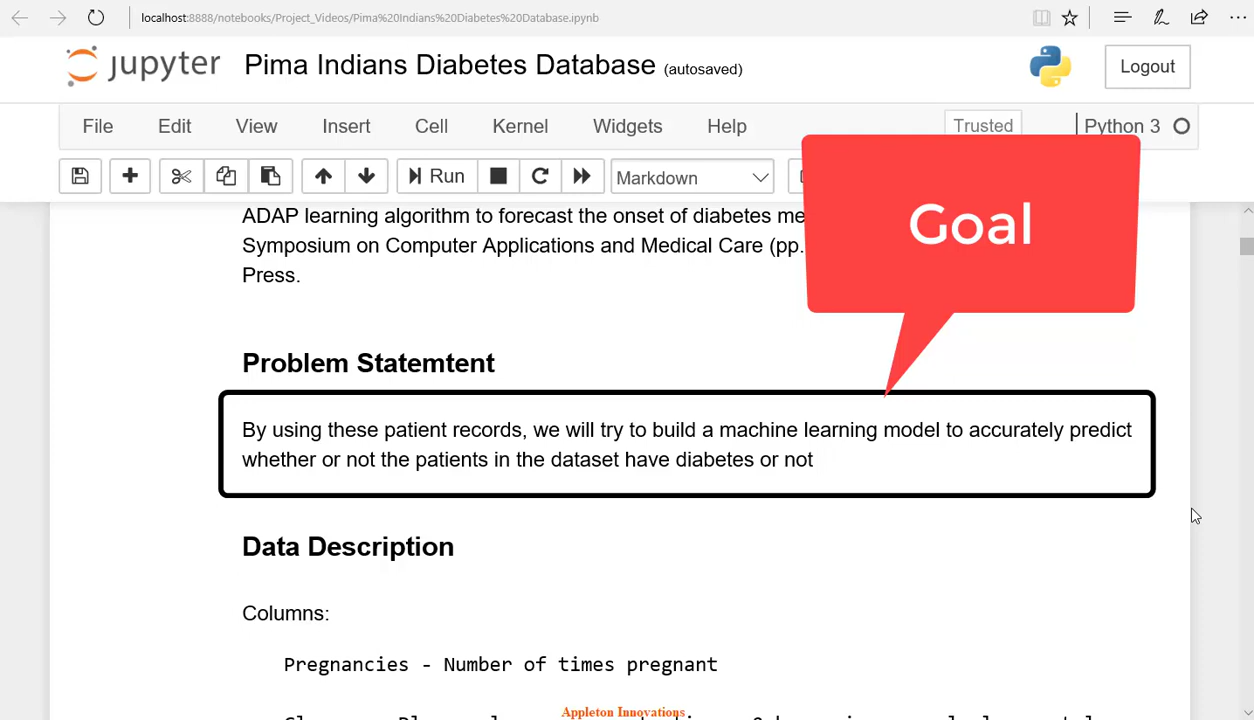 localhost:8888/notebooks/Project_Videos/Pima%20Indians%20Diabetes%20Database.ipynb
jupyter Pima Indians Diabetes Database (autosaved) Logout
File Edit View Insert Cell Kernel Widgets Help Trusted Python 3
Run Markdown
Goal
ADAP learning algorithm to forecast the onset of diabetes me
Symposium on Computer Applications and Medical Care (pp.
Press.
Problem Statemtent
By using these patient records, we will try to build a machine learning model to accurately predict
whether or not the patients in the dataset have diabetes or not
Data Description
Columns:
Pregnancies - Number of times pregnant
Appleton Innovations